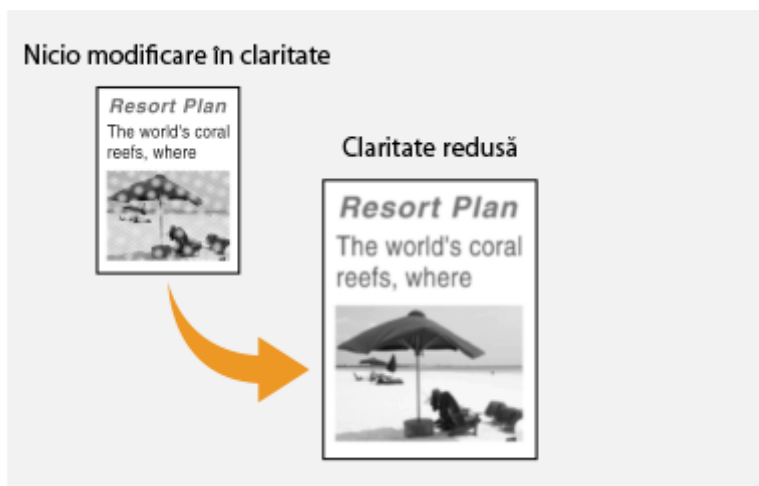 Nicio modificare în claritate
Resort Plan
The world's coral
reefs, where
Claritate redusă
Resort Plan
The world's coral
reefs, where